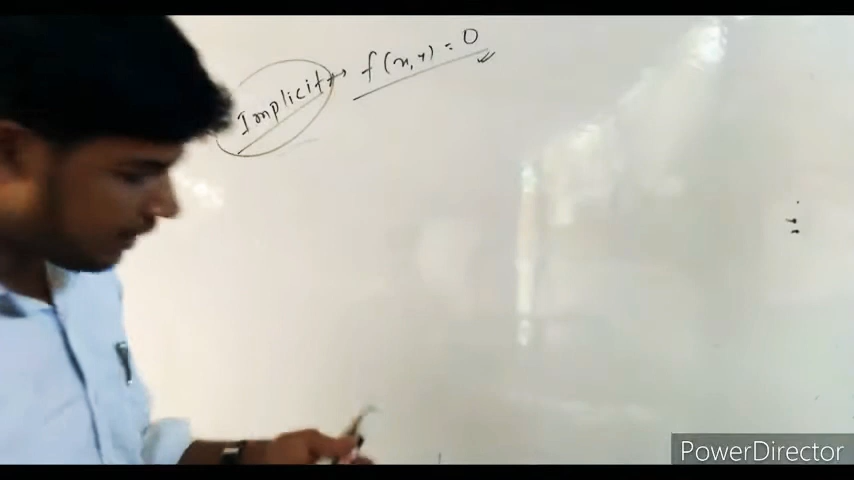 Implicit → f(x,y) = 0
PowerDirector